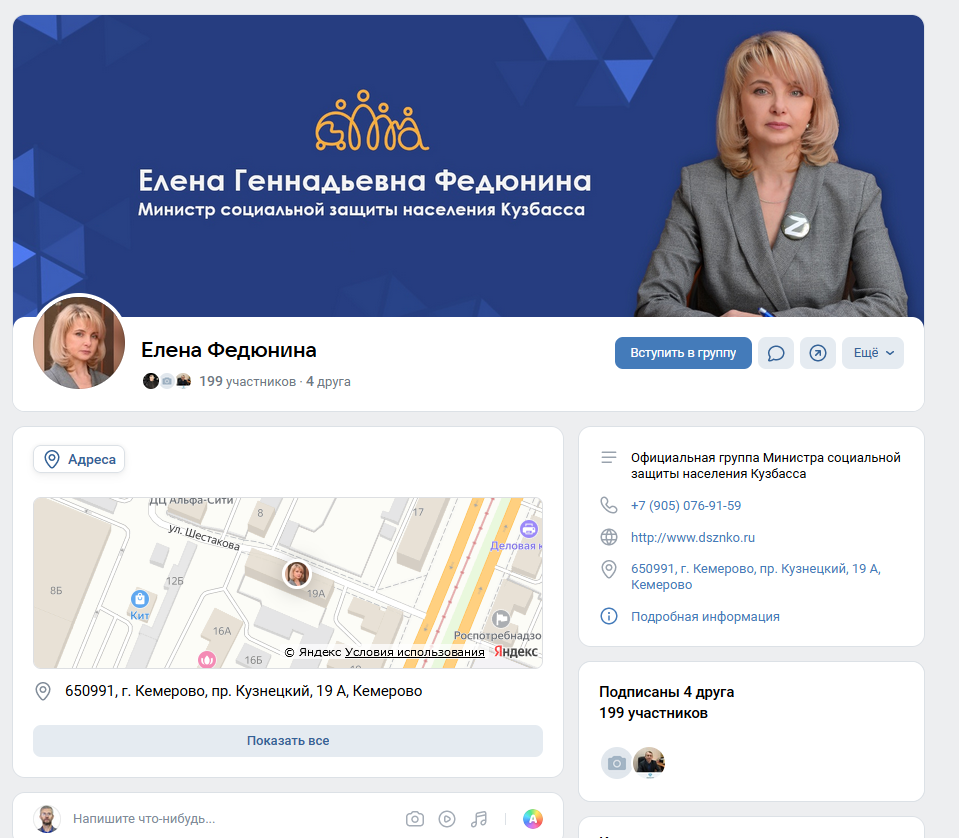 Елена Геннадьевна Федюнина
Министр социальной защиты населения Кузбасса
Z
Елена Федюнина
199 участников · 4 друга
Вступить в группу
Ещё
Адреса
ДЦ Альфа-Сити
8
17
ул. Шестакова
Деловая к
19А
12Б
8Б
Кит
16А
Роспотребнадзо
16Б
© Яндекс Условия использования Яндекс
650991, г. Кемерово, пр. Кузнецкий, 19 А, Кемерово
Показать все
Напишите что-нибудь...
A
Официальная группа Министра социальной
защиты населения Кузбасса
+7 (905) 076-91-59
http://www.dsznko.ru
650991, г. Кемерово, пр. Кузнецкий, 19 А,
Кемерово
Подробная информация
Подписаны 4 друга
199 участников